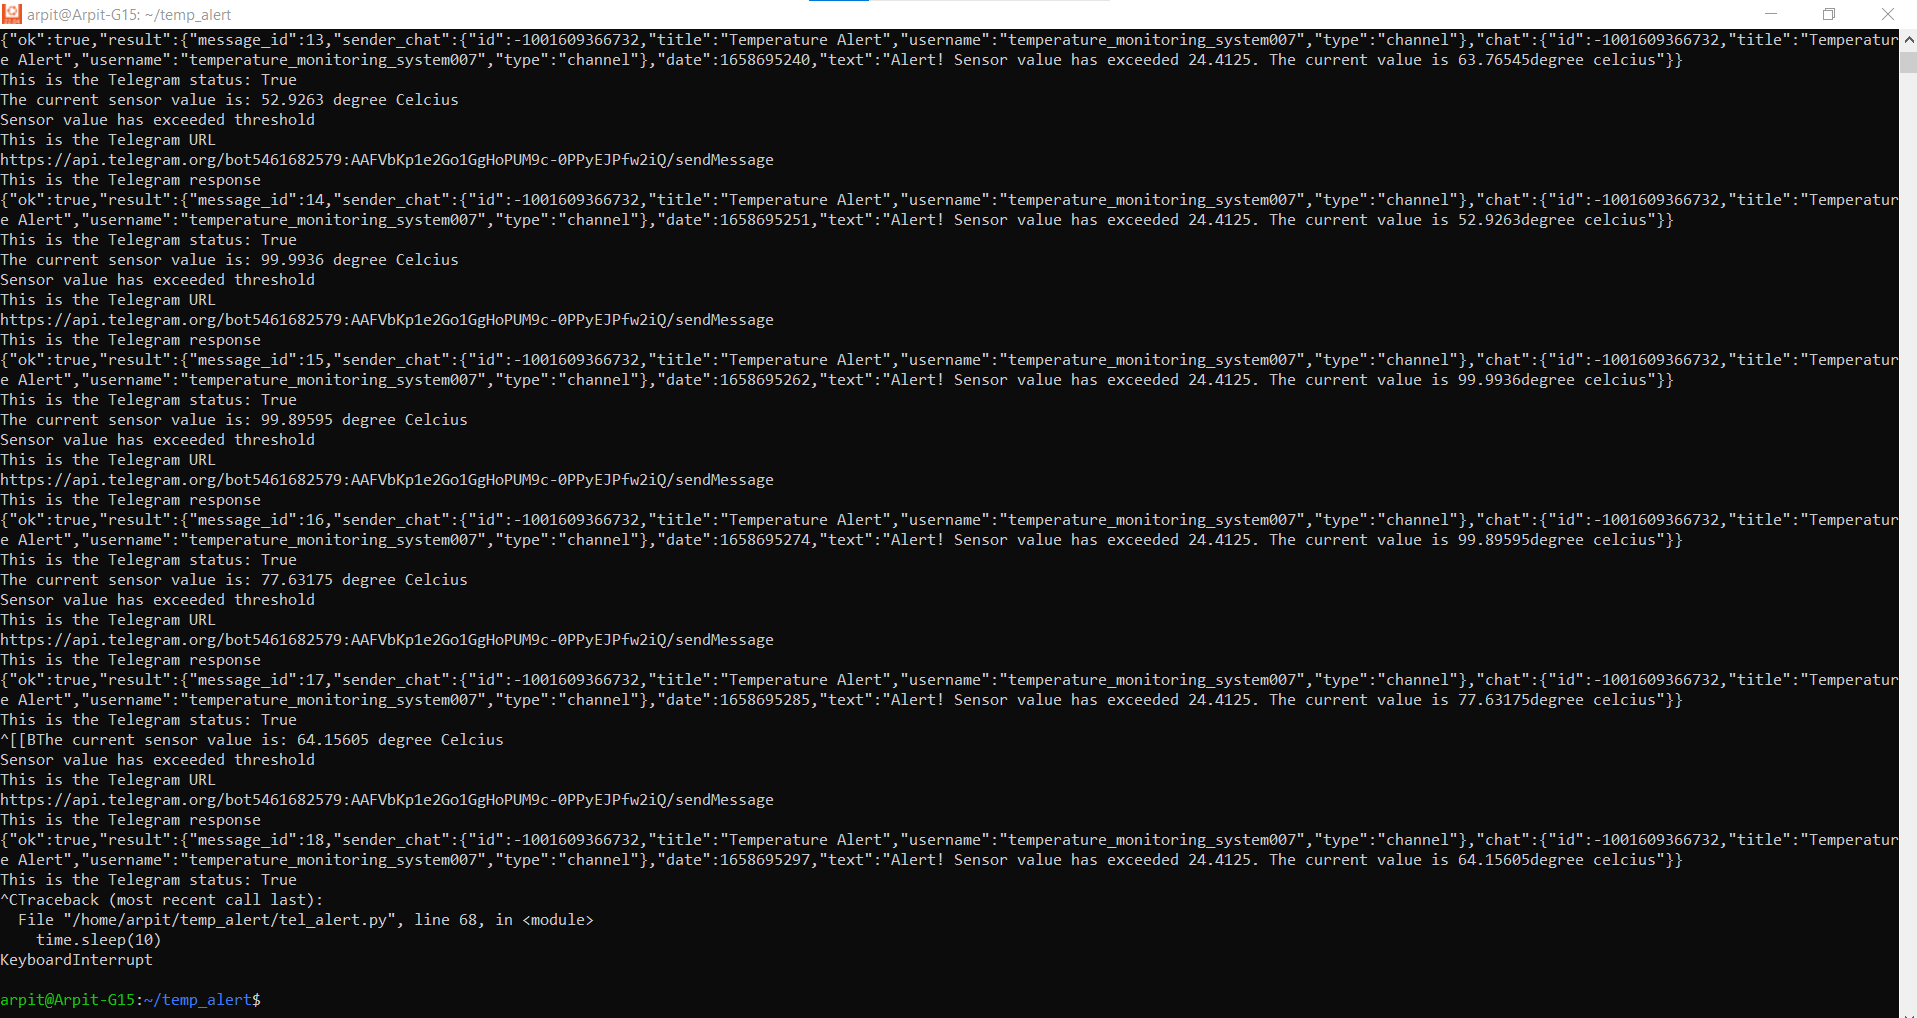 arpit@Arpit-G15: ~/temp_alert
{"ok":true,"result":{"message_id":13,"sender_chat":{"id":-1001609366732,"title":"Temperature Alert","username":"temperature_monitoring_system007","type":"channel"},"chat":{"id":-1001609366732,"title":"Temperatur
e Alert","username":"temperature_monitoring_system007","type":"channel"},"date":1658695240,"text":"Alert! Sensor value has exceeded 24.4125. The current value is 63.76545degree celcius"}}
This is the Telegram status: True
The current sensor value is: 52.9263 degree Celcius
Sensor value has exceeded threshold
This is the Telegram URL
https://api.telegram.org/bot5461682579:AAFVbKp1e2Go1GgHoPUM9c-0PPyEJPfw2iQ/sendMessage
This is the Telegram response
{"ok":true,"result":{"message_id":14,"sender_chat":{"id":-1001609366732,"title":"Temperature Alert","username":"temperature_monitoring_system007","type":"channel"},"chat":{"id":-1001609366732,"title":"Temperatur
e Alert","username":"temperature_monitoring_system007","type":"channel"},"date":1658695251,"text":"Alert! Sensor value has exceeded 24.4125. The current value is 52.9263degree celcius"}}
This is the Telegram status: True
The current sensor value is: 99.9936 degree Celcius
Sensor value has exceeded threshold
This is the Telegram URL
https://api.telegram.org/bot5461682579:AAFVbKp1e2Go1GgHoPUM9c-0PPyEJPfw2iQ/sendMessage
This is the Telegram response
{"ok":true,"result":{"message_id":15,"sender_chat":{"id":-1001609366732,"title":"Temperature Alert","username":"temperature_monitoring_system007","type":"channel"},"chat":{"id":-1001609366732,"title":"Temperatur
e Alert","username":"temperature_monitoring_system007","type":"channel"},"date":1658695262,"text":"Alert! Sensor value has exceeded 24.4125. The current value is 99.9936degree celcius"}}
This is the Telegram status: True
The current sensor value is: 99.89595 degree Celcius
Sensor value has exceeded threshold
This is the Telegram URL
https://api.telegram.org/bot5461682579:AAFVbKp1e2Go1GgHoPUM9c-0PPyEJPfw2iQ/sendMessage
This is the Telegram response
{"ok":true,"result":{"message_id":16,"sender_chat":{"id":-1001609366732,"title":"Temperature Alert","username":"temperature_monitoring_system007","type":"channel"},"chat":{"id":-1001609366732,"title":"Temperatur
e Alert","username":"temperature_monitoring_system007","type":"channel"},"date":1658695274,"text":"Alert! Sensor value has exceeded 24.4125. The current value is 99.89595degree celcius"}}
This is the Telegram status: True
The current sensor value is: 77.63175 degree Celcius
Sensor value has exceeded threshold
This is the Telegram URL
https://api.telegram.org/bot5461682579:AAFVbKp1e2Go1GgHoPUM9c-0PPyEJPfw2iQ/sendMessage
This is the Telegram response
{"ok":true,"result":{"message_id":17,"sender_chat":{"id":-1001609366732,"title":"Temperature Alert","username":"temperature_monitoring_system007","type":"channel"},"chat":{"id":-1001609366732,"title":"Temperatur
e Alert","username":"temperature_monitoring_system007","type":"channel"},"date":1658695285,"text":"Alert! Sensor value has exceeded 24.4125. The current value is 77.63175degree celcius"}}
This is the Telegram status: True
^[[BThe current sensor value is: 64.15605 degree Celcius
Sensor value has exceeded threshold
This is the Telegram URL
https://api.telegram.org/bot5461682579:AAFVbKp1e2Go1GgHoPUM9c-0PPyEJPfw2iQ/sendMessage
This is the Telegram response
{"ok":true,"result":{"message_id":18,"sender_chat":{"id":-1001609366732,"title":"Temperature Alert","username":"temperature_monitoring_system007","type":"channel"},"chat":{"id":-1001609366732,"title":"Temperatur
e Alert","username":"temperature_monitoring_system007","type":"channel"},"date":1658695297,"text":"Alert! Sensor value has exceeded 24.4125. The current value is 64.15605degree celcius"}}
This is the Telegram status: True
^CTraceback (most recent call last):
  File "/home/arpit/temp_alert/tel_alert.py", line 68, in <module>
    time.sleep(10)
KeyboardInterrupt
arpit@Arpit-G15:~/temp_alert$